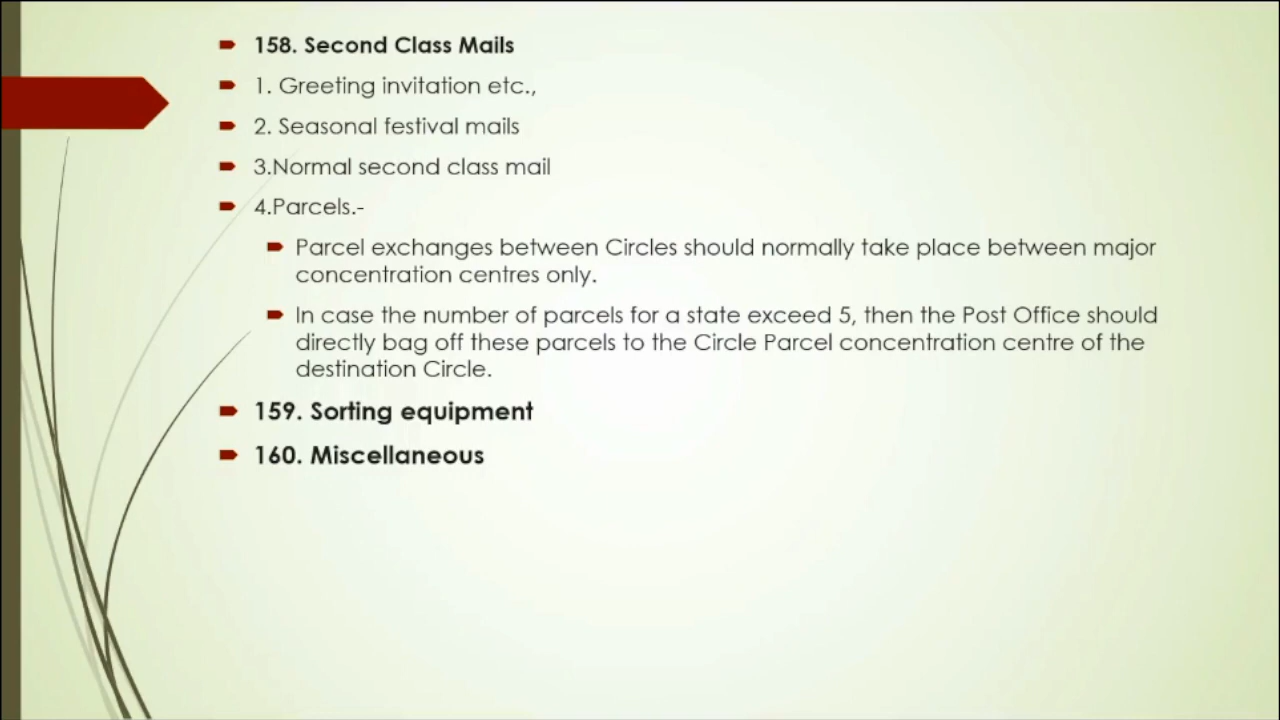 158. Second Class Mails
1. Greeting invitation etc.,
2. Seasonal festival mails
3.Normal second class mail
4.Parcels.-
Parcel exchanges between Circles should normally take place between major
concentration centres only.
In case the number of parcels for a state exceed 5, then the Post Office should
directly bag off these parcels to the Circle Parcel concentration centre of the
destination Circle.
159. Sorting equipment
160. Miscellaneous